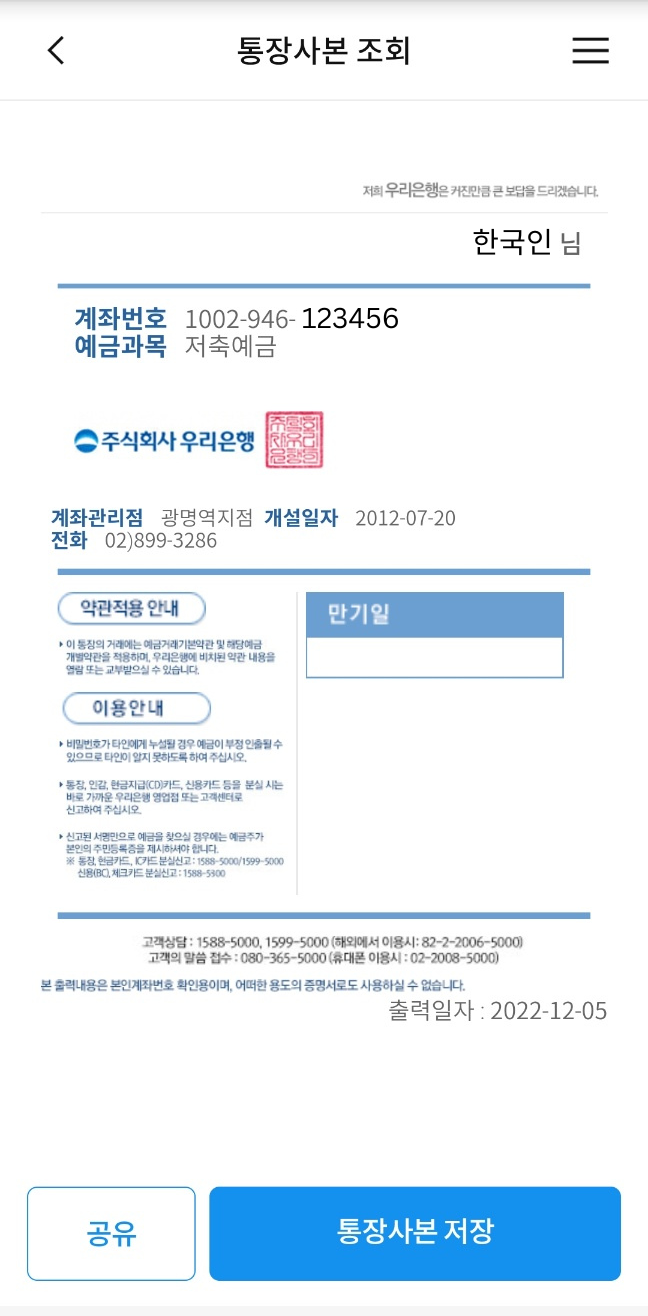 통장사본 조회
저희 우리은행은 커진만큼 큰 보답을 드리겠습니다.
한국인 님
계좌번호 1002-946- 123456
예금과목 저축예금
주식회사 우리은행
계좌관리점 광명역지점 개설일자 2012-07-20
전화 02)899-3286
약관적용 안내
이 통장의 거래에는 예금거래기본약관 및 해당예금
개별약관을 적용하며, 우리은행에 비치된 약관 내용을
열람 또는 교부받으실 수 있습니다.
만기일
이용안내
비밀번호가 타인에게 누설될 경우 예금이 부정 인출될 수
있으므로 타인이 알지 못하도록 하여 주십시오.
통장, 인감, 현금지급(CD)카드, 신용카드 등을 분실 시는
바로 가까운 우리은행 영업점 또는 고객센터로
신고하여 주십시오.
신고된 서명만으로 예금을 찾으실 경우에는 예금주가
본인의 주민등록증을 제시하셔야 합니다.
※ 통장, 현금카드, IC카드 분실신고 : 1588-5000/1599-5000
신용(BC), 체크카드 분실신고 : 1588-5300
고객상담 : 1588-5000, 1599-5000 (해외에서 이용시: 82-2-2006-5000)
고객의 말씀 접수 : 080-365-5000 (휴대폰 이용시 : 02-2008-5000)
본 출력내용은 본인계좌번호 확인용이며, 어떠한 용도의 증명서로도 사용하실 수 없습니다.
출력일자 : 2022-12-05
공유
통장사본 저장